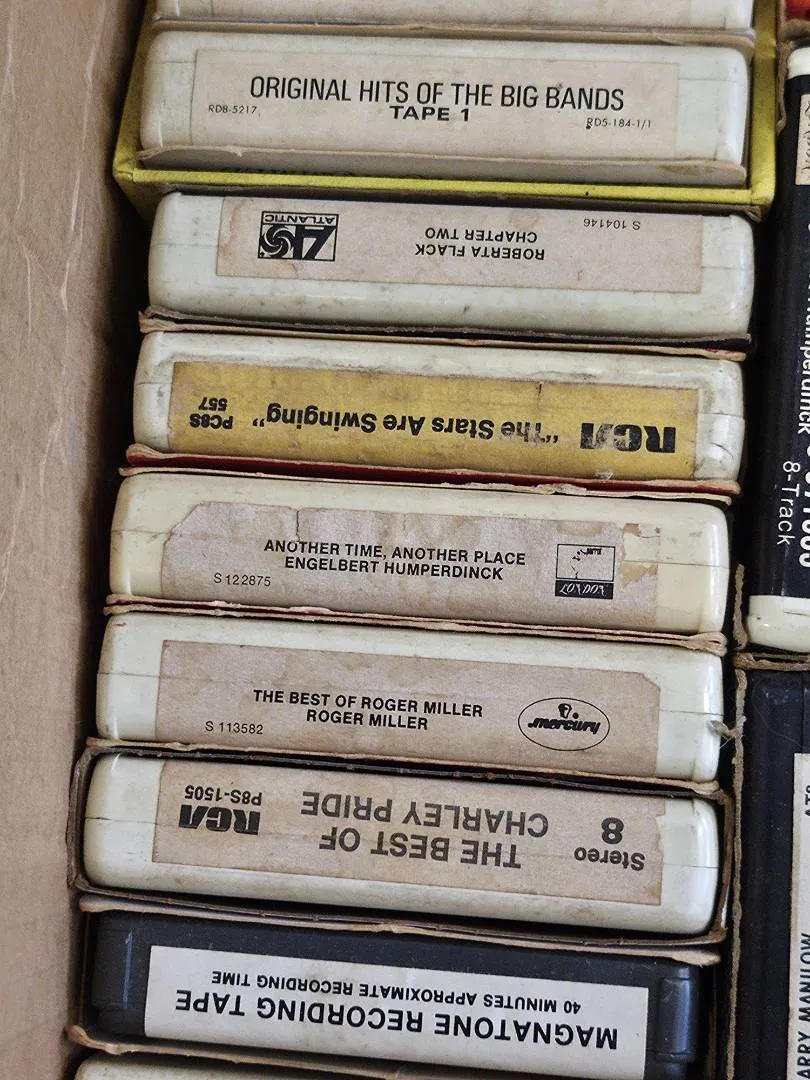 ORIGINAL HITS OF THE BIG BANDS
RD8-5217 TAPE 1 RD5-184-1/1
S 104146
ROBERTA FLACK
CHAPTER TWO
ATLANTIC
RCA "The Stars Are Swinging" PC8S
557
ANOTHER TIME, ANOTHER PLACE
ENGELBERT HUMPERDINCK
S 122875
LONDON
THE BEST OF ROGER MILLER
ROGER MILLER
S 113582
mercury
Stereo
8
THE BEST OF
CHARLEY PRIDE
RCA
P8S-1505
MAGNATONE RECORDING TAPE
40 MINUTES APPROXIMATE RECORDING TIME
8-Track
MANILOW